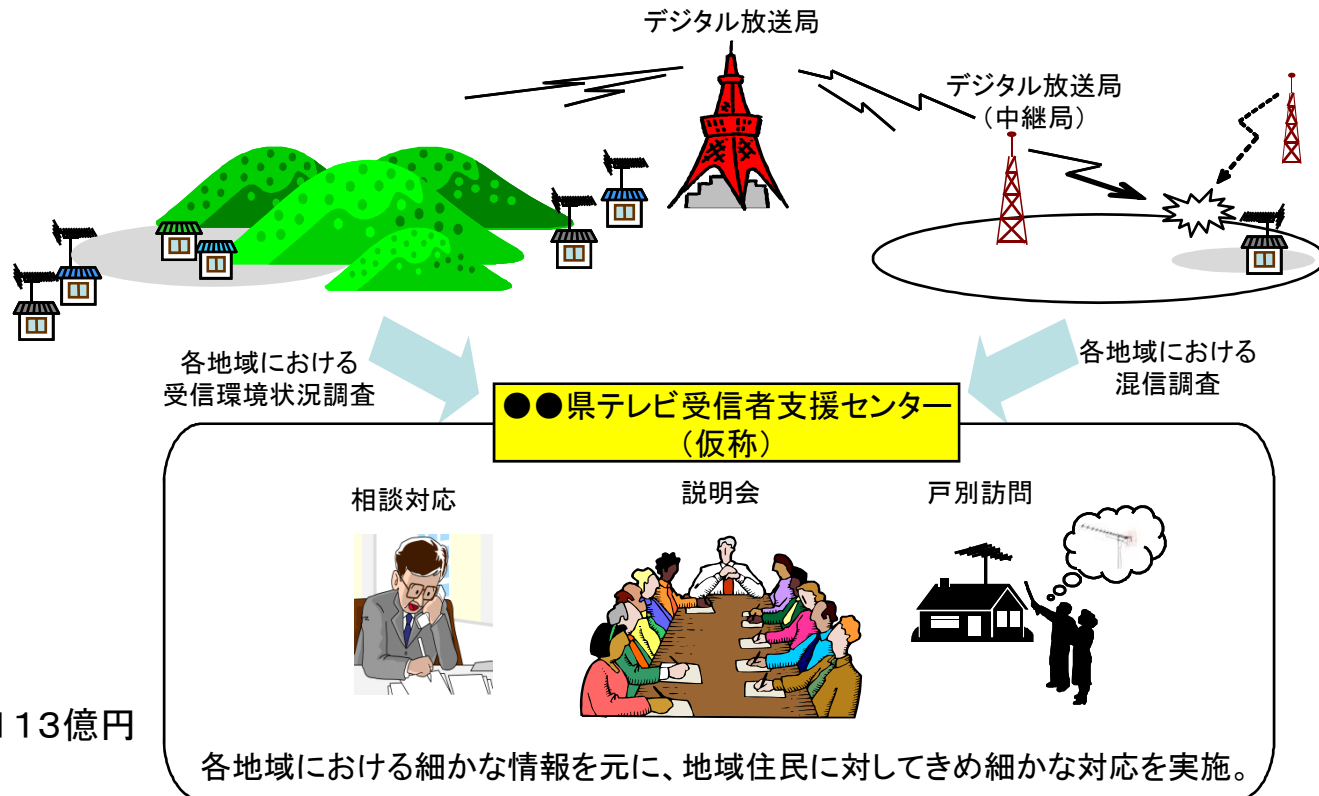 デジタル放送局
デジタル放送局
（中継局）
各地域における
受信環境状況調査
各地域における
混信調査
●●県テレビ受信者支援センター
（仮称）
相談対応
説明会
戸別訪問
１３億円
各地域における細かな情報を元に、地域住民に対してきめ細かな対応を実施。